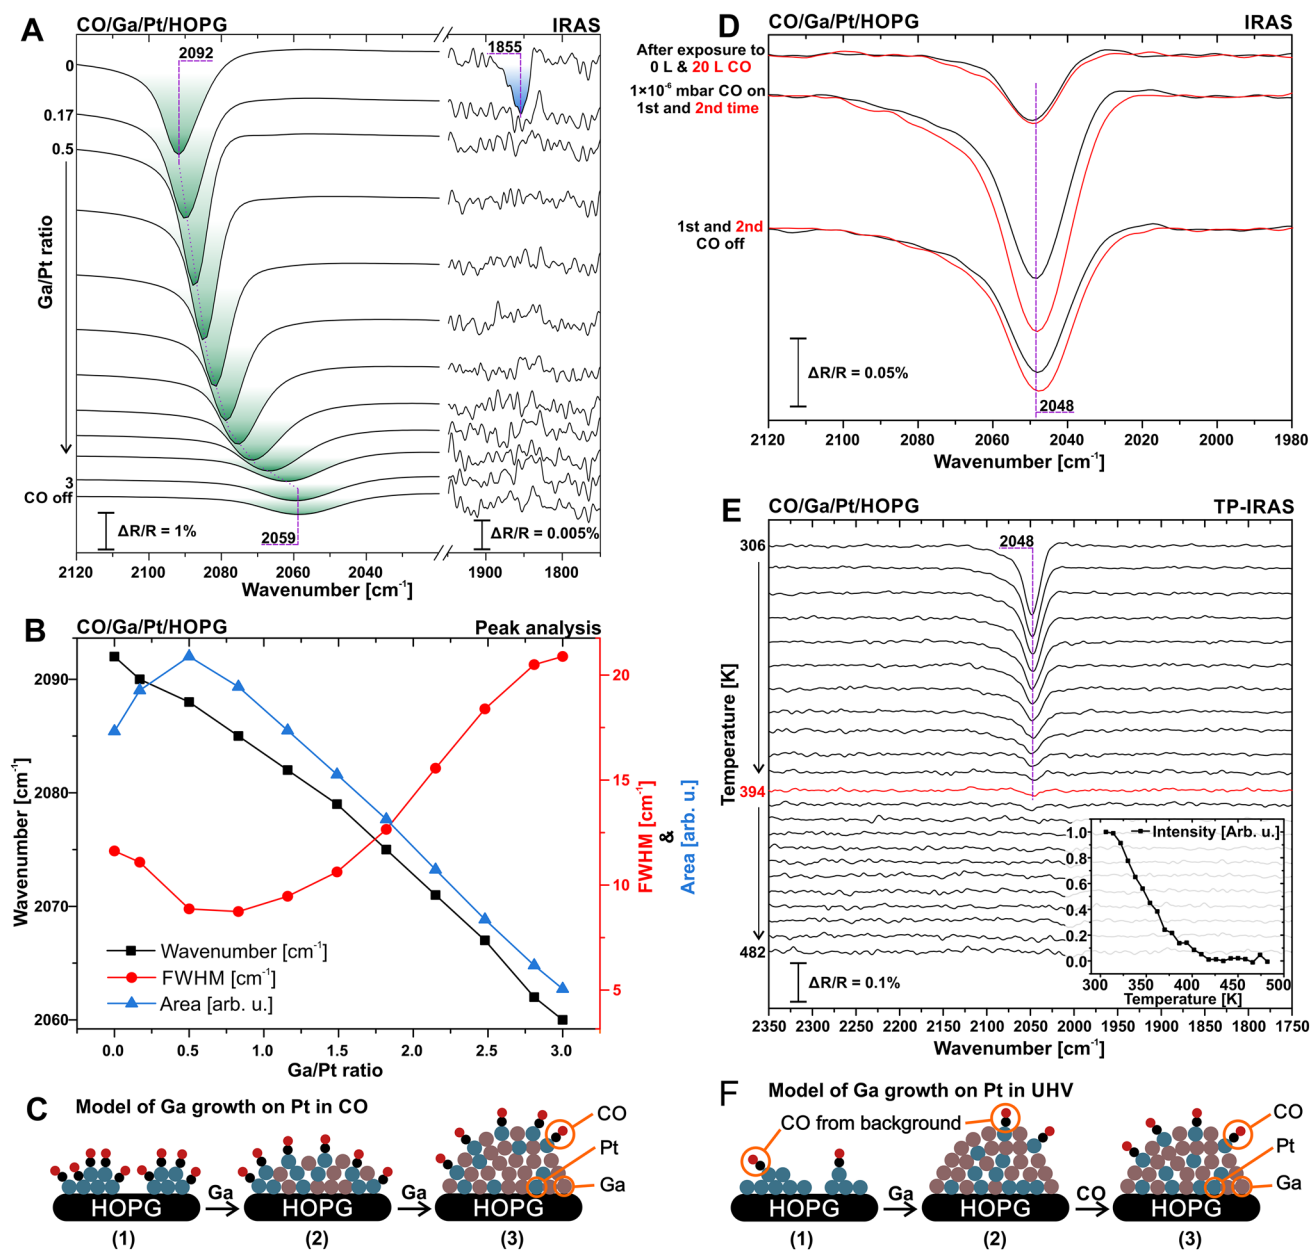 A
CO/Ga/Pt/HOPG
IRAS
2092
1855
0
0.17
0.5
Ga/Pt ratio
3
CO off
ΔR/R = 1%
2059
ΔR/R = 0.005%
2120 2100 2080 2060 2040 1900 1800
Wavenumber [cm⁻¹]
B
CO/Ga/Pt/HOPG
Peak analysis
2090
2080
2070
2060
Wavenumber [cm⁻¹]
20
15
10
5
FWHM [cm⁻¹]
&
Area [arb. u.]
Wavenumber [cm⁻¹]
FWHM [cm⁻¹]
Area [arb. u.]
0.0 0.5 1.0 1.5 2.0 2.5 3.0
Ga/Pt ratio
C
Model of Ga growth on Pt in CO
CO
Pt
Ga
Ga
Ga
HOPG
HOPG
HOPG
(1)
(2)
(3)
D
CO/Ga/Pt/HOPG
IRAS
After exposure to
0 L & 20 L CO
1×10⁻⁶ mbar CO on
1st and 2nd time
1st and 2nd
CO off
ΔR/R = 0.05%
2048
2120 2100 2080 2060 2040 2020 2000 1980
Wavenumber [cm⁻¹]
E
CO/Ga/Pt/HOPG
TP-IRAS
306
2048
Temperature [K]
394
482
ΔR/R = 0.1%
Intensity [Arb. u.]
1.0
0.8
0.6
0.4
0.2
0.0
300 350 400 450 500
Temperature [K]
2350 2300 2250 2200 2150 2100 2050 2000 1950 1900 1850 1800 1750
Wavenumber [cm⁻¹]
F
Model of Ga growth on Pt in UHV
CO from background
CO
Pt
Ga
Ga
CO
HOPG
HOPG
HOPG
(1)
(2)
(3)